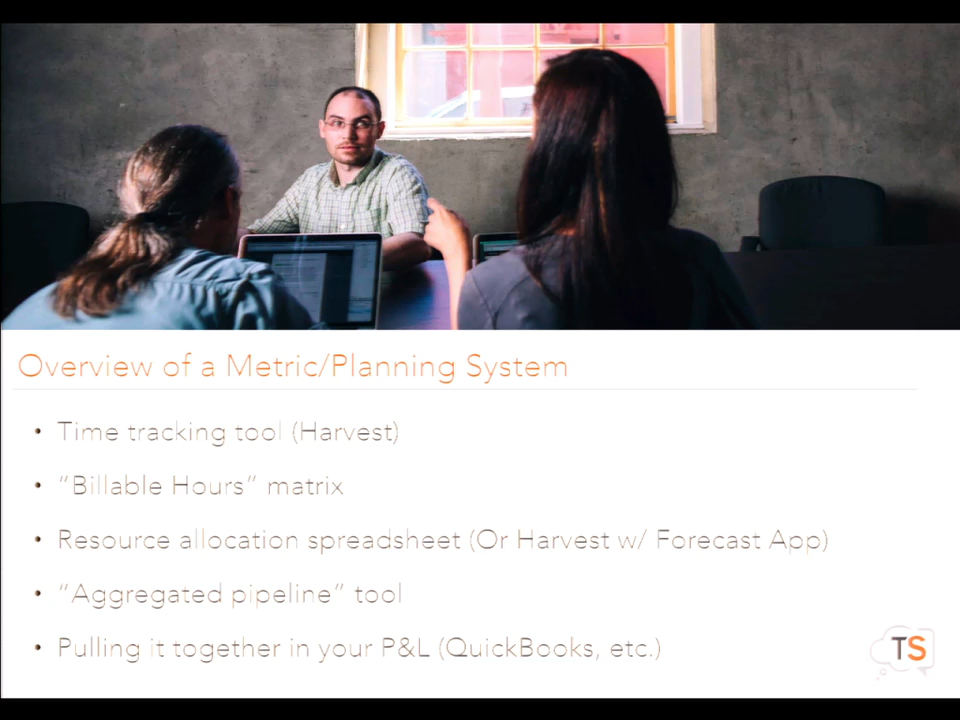 Overview of a Metric/Planning System
• Time tracking tool (Harvest)
• “Billable Hours” matrix
• Resource allocation spreadsheet (Or Harvest w/ Forecast App)
• “Aggregated pipeline” tool
• Pulling it together in your P&L (QuickBooks, etc.)
TS